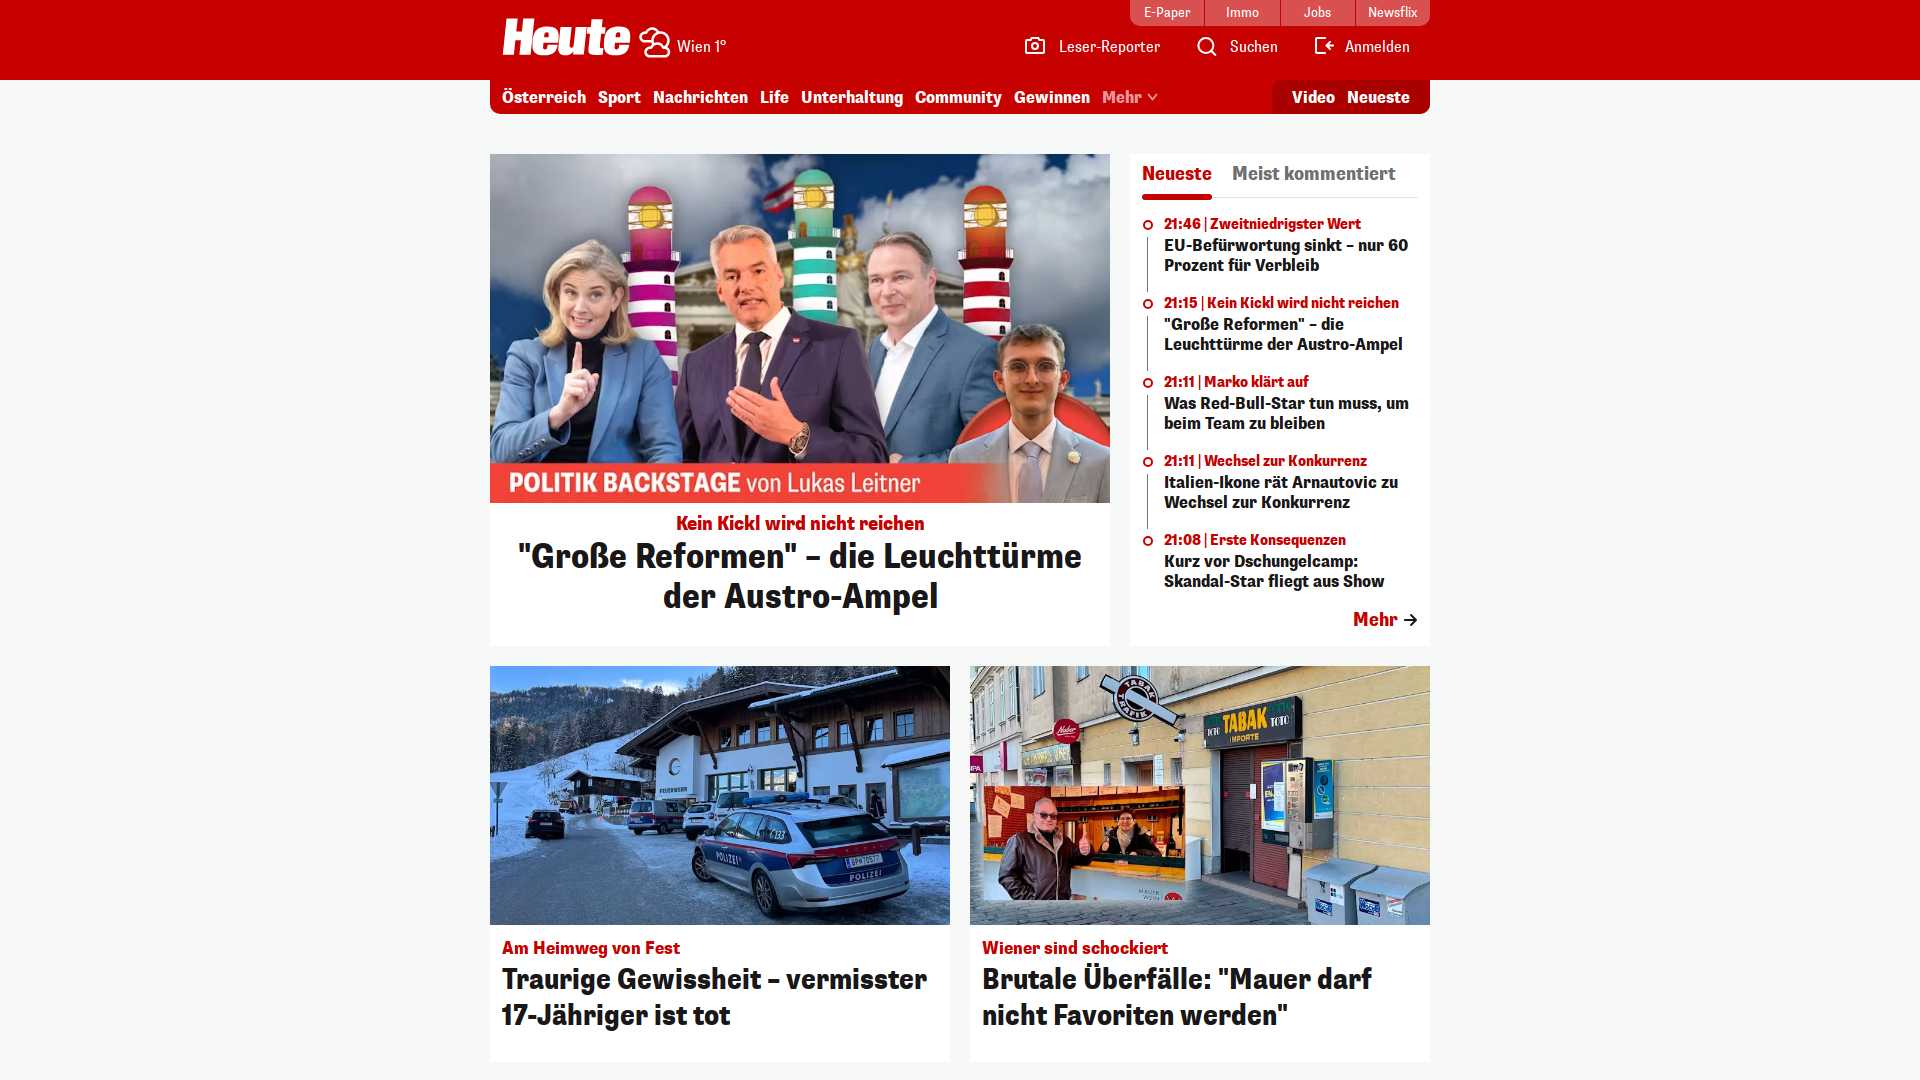 E-Paper
Immo
Jobs
Newsflix
Heute
Wien 1°
Leser-Reporter
Suchen
Anmelden
Österreich
Sport
Nachrichten
Life
Unterhaltung
Community
Gewinnen
Mehr
Video
Neueste
POLITIK BACKSTAGE von Lukas Leitner
Kein Kickl wird nicht reichen
"Große Reformen" – die Leuchttürme
der Austro-Ampel
Neueste
Meist kommentiert
21:46 | Zweitniedrigster Wert
EU-Befürwortung sinkt – nur 60
Prozent für Verbleib
21:15 | Kein Kickl wird nicht reichen
"Große Reformen" – die
Leuchttürme der Austro-Ampel
21:11 | Marko klärt auf
Was Red-Bull-Star tun muss, um
beim Team zu bleiben
21:11 | Wechsel zur Konkurrenz
Italien-Ikone rät Arnautovic zu
Wechsel zur Konkurrenz
21:08 | Erste Konsequenzen
Kurz vor Dschungelcamp:
Skandal-Star fliegt aus Show
Mehr
FEUERWEHR
133
POLIZEI
POLIZEI
Am Heimweg von Fest
Traurige Gewissheit – vermisster
17-Jähriger ist tot
TABAK
TRAFIK
Naber
TOTO
TABAK
TOTO
IMPORTE
Wiener sind schockiert
Brutale Überfälle: "Mauer darf
nicht Favoriten werden"